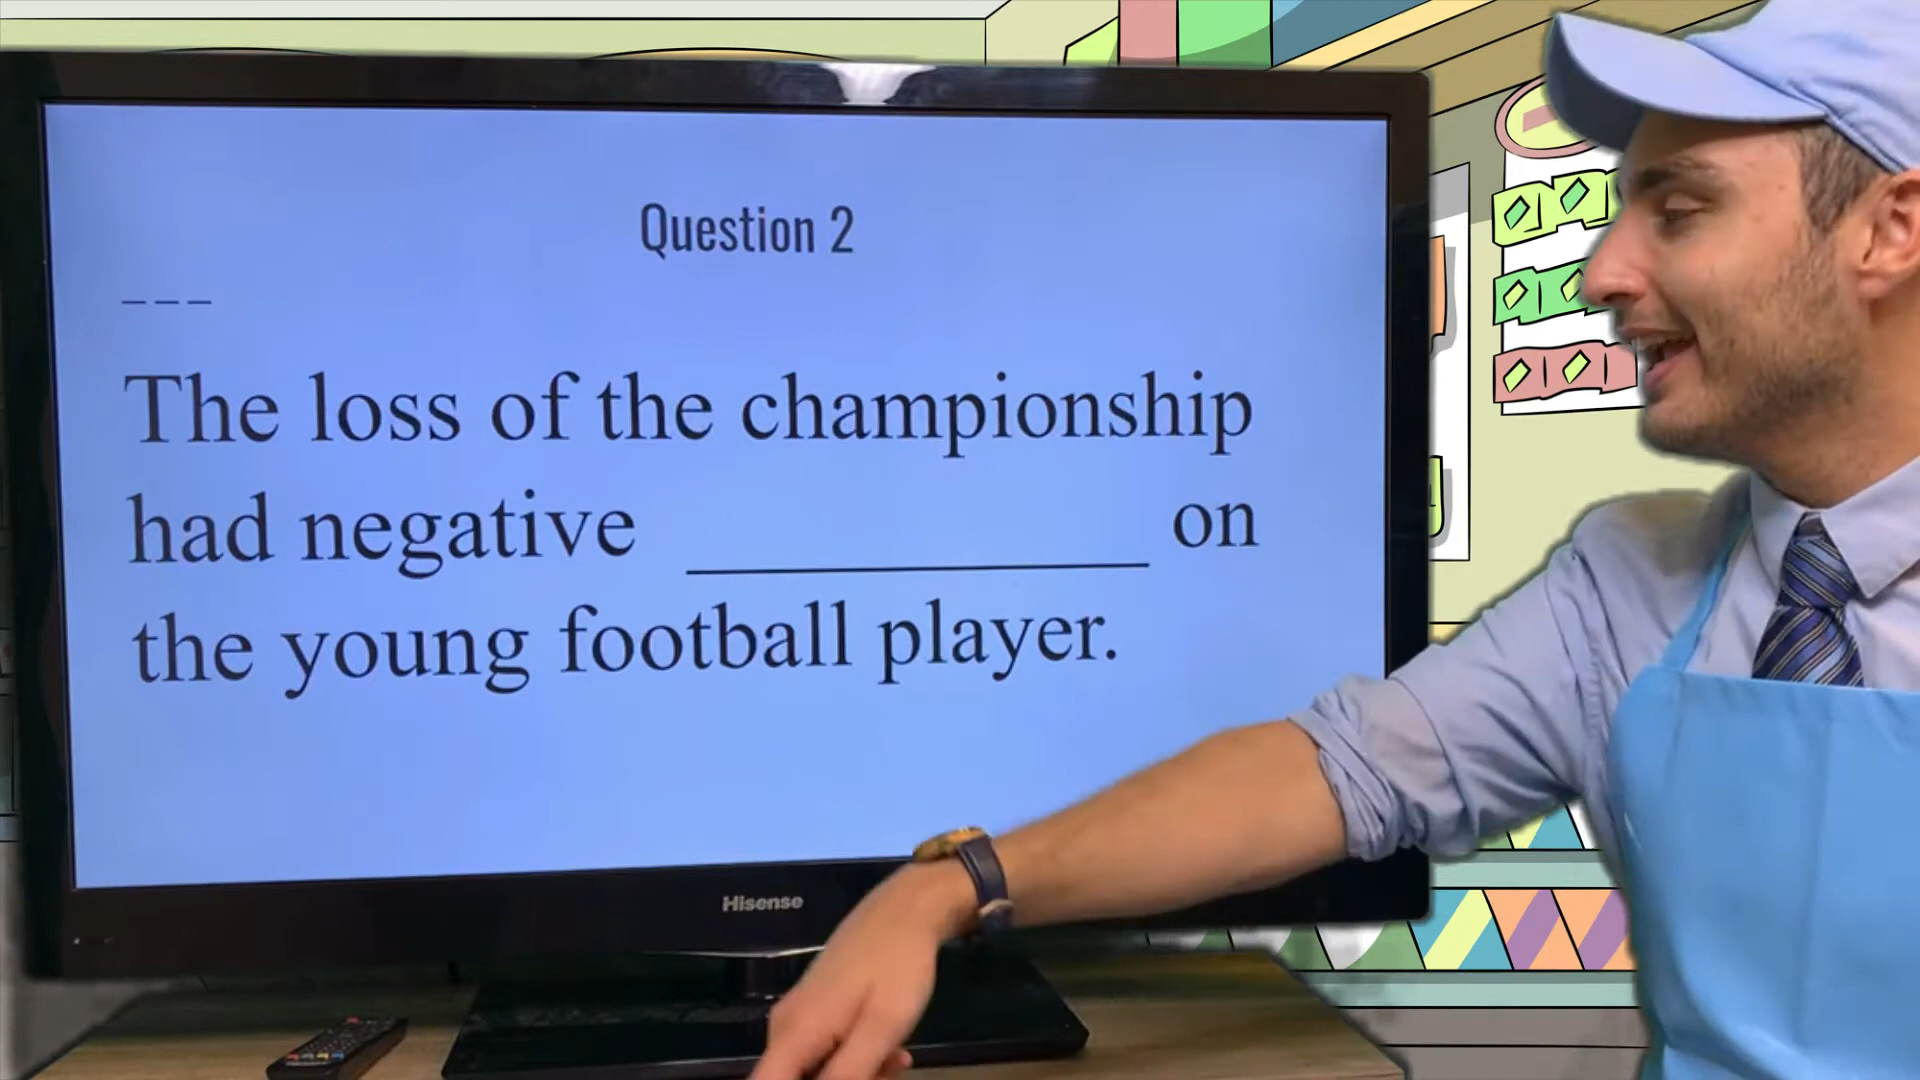 Question 2
---
The loss of the championship
had negative ____________ on
the young football player.
Hisense